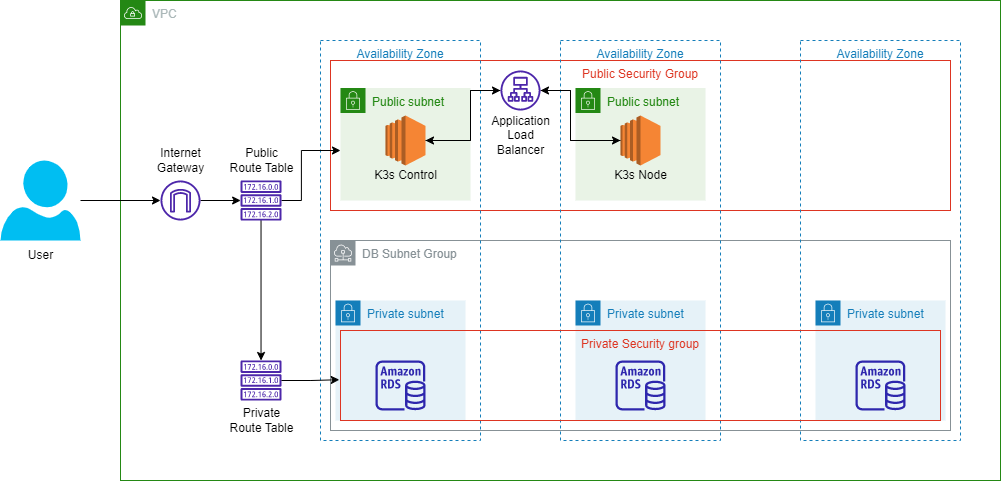 VPC
Availability Zone
Availability Zone
Availability Zone
Public Security Group
Public subnet
Public subnet
Application
Load
Balancer
K3s Control
K3s Node
Internet
Gateway
Public
Route Table
172.16.0.0
172.16.1.0
172.16.2.0
User
DB Subnet Group
Private subnet
Private subnet
Private subnet
Private Security group
Amazon
RDS
Amazon
RDS
Amazon
RDS
172.16.0.0
172.16.1.0
172.16.2.0
Private
Route Table